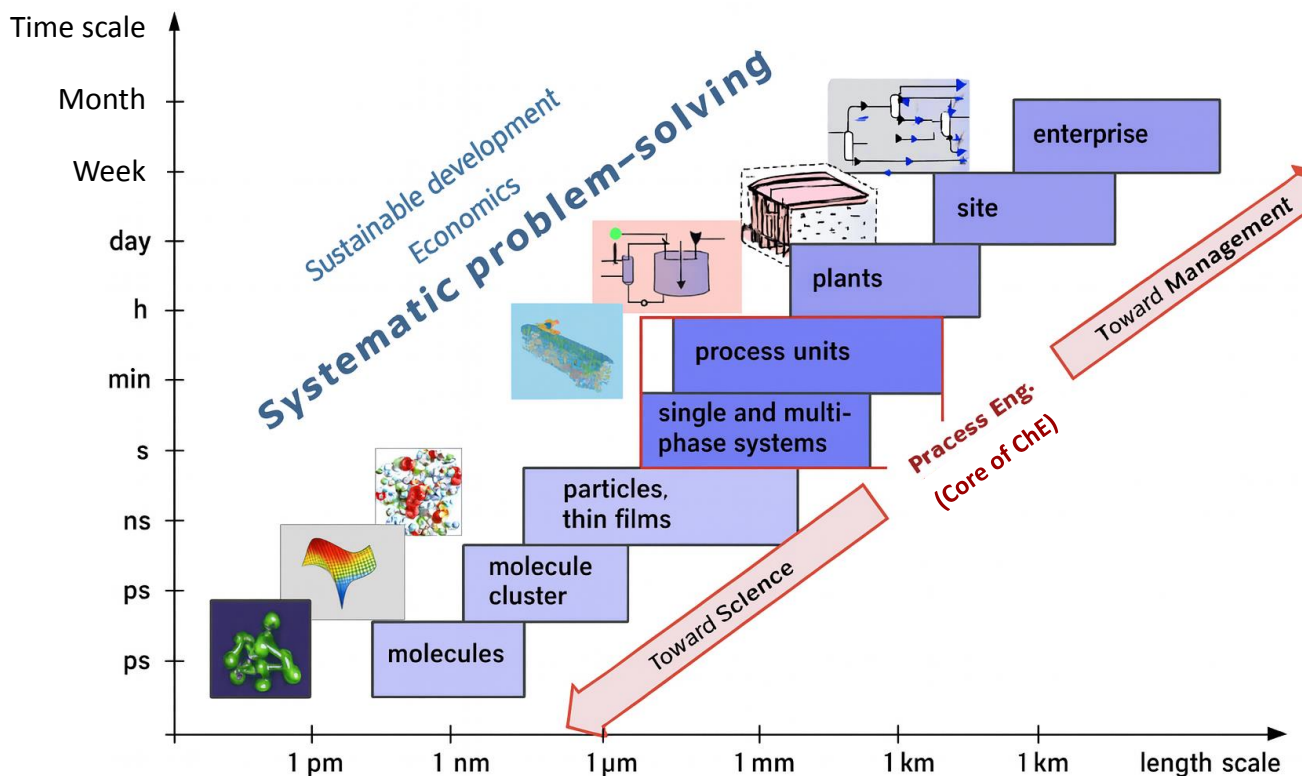 Time scale
Month
Week
day
h
min
s
ns
ps
ps
Sustainable development
Economics
Systematic problem-solving
enterprise
site
plants
process units
single and multi-
phase systems
particles,
thin films
molecule
cluster
molecules
Toward Management
Pracess Eng.
(Core of ChE)
Toward Sclence
1 pm
1 nm
1 µm
1 mm
1 km
1 km
length scale